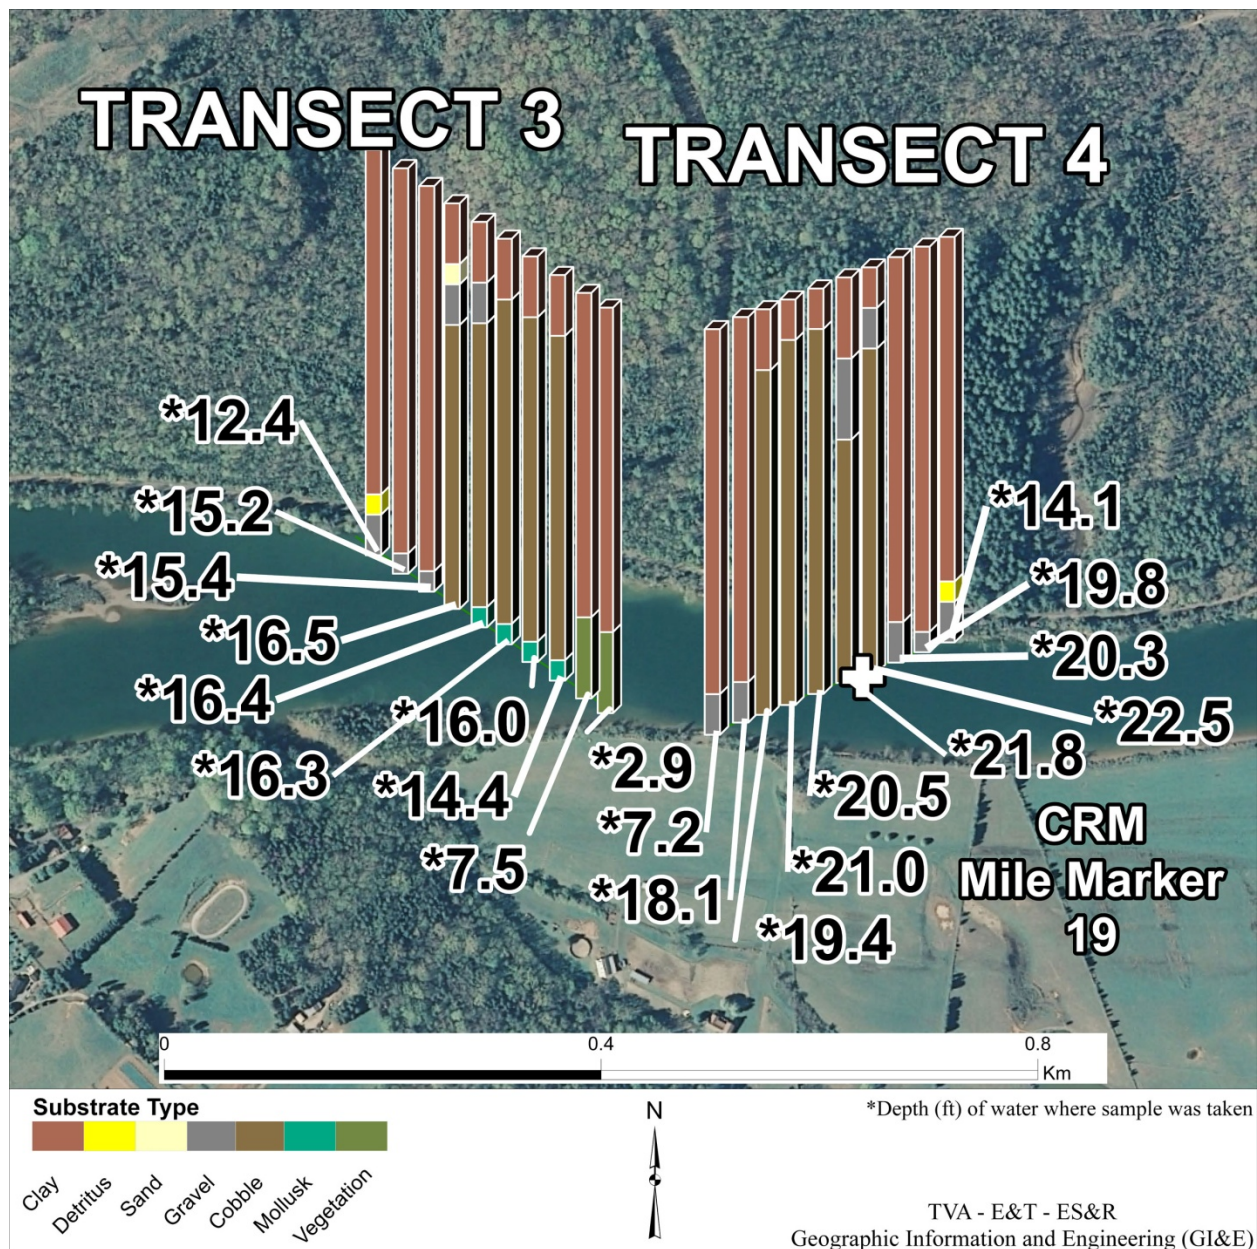 TRANSECT 3
TRANSECT 4
*12.4
*15.2
*15.4
*16.5
*16.4
*16.3
*16.0
*14.4
*7.5
*2.9
*7.2
*18.1
*19.4
*21.0
*20.5
*21.8
*22.5
*20.3
*19.8
*14.1
CRM
Mile Marker
19
0 0.4 0.8
Km
Substrate Type
Clay Detritus Sand Gravel Cobble Mollusk Vegetation
N
*Depth (ft) of water where sample was taken
TVA - E&T - ES&R
Geographic Information and Engineering (GI&E)